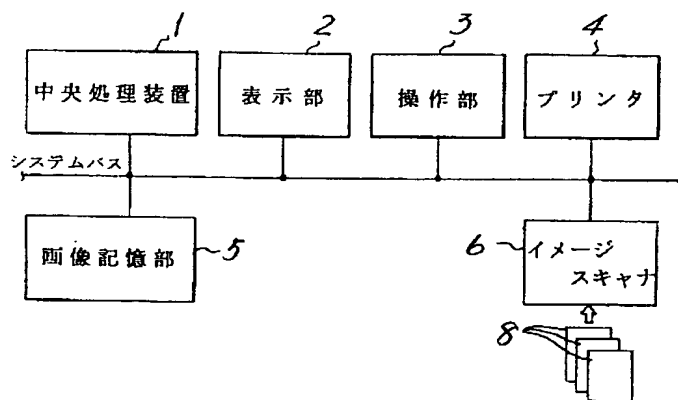 1
2
3
4
中央処理装置
表示部
操作部
プリンタ
システムバス
画像記憶部
5
6
イメージ
スキャナ
8